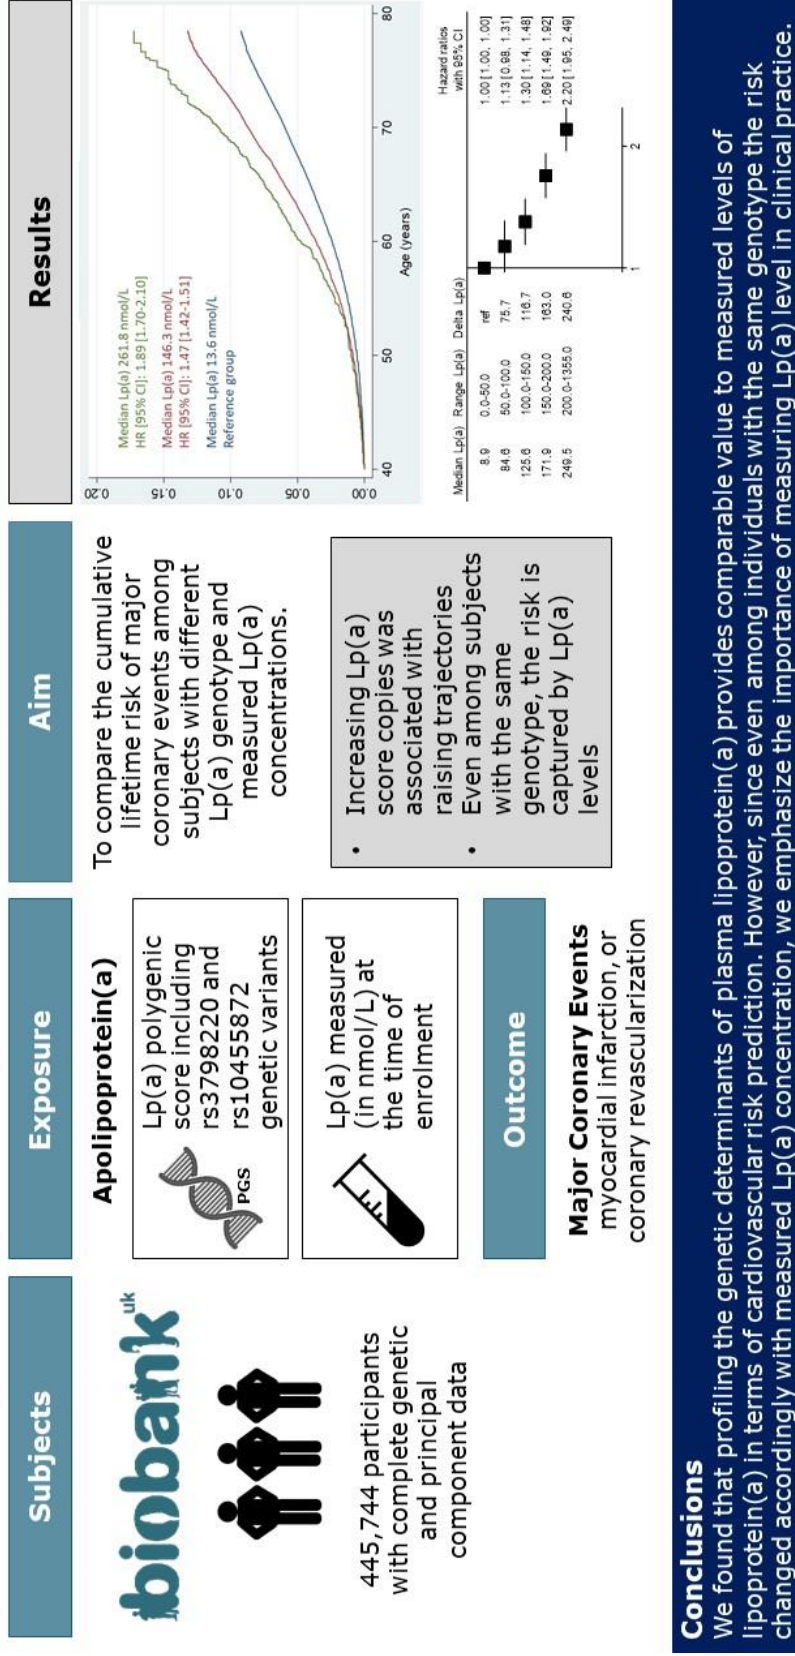 Subjects
biobank uk
445,744 participants
with complete genetic
and principal
component data
Exposure
Apolipoprotein(a)
PGS
Lp(a) polygenic
score including
rs3798220 and
rs10455872
genetic variants
Lp(a) measured
(in nmol/L) at
the time of
enrolment
Outcome
Major Coronary Events
myocardial infarction, or
coronary revascularization
Aim
To compare the cumulative
lifetime risk of major
coronary events among
subjects with different
Lp(a) genotype and
measured Lp(a)
concentrations.
• Increasing Lp(a)
score copies was
associated with
raising trajectories
• Even among subjects
with the same
genotype, the risk is
captured by Lp(a)
levels
Results
0.20
0.15
0.10
0.05
0.00
Median Lp(a) 261.8 nmol/L
HR [95% CI]: 1.89 [1.70-2.10]
Median Lp(a) 146.3 nmol/L
HR [95% CI]: 1.47 [1.42-1.51]
Median Lp(a) 13.6 nmol/L
Reference group
40 50 60 70 80
Age (years)
Hazard ratios
Median Lp(a) Range Lp(a) Delta Lp(a) with 95% CI
8.9 0.0-50.0 ref 1.00 [1.00, 1.00]
84.6 50.0-100.0 75.7 1.13 [0.98, 1.31]
125.6 100.0-150.0 116.7 1.30 [1.14, 1.48]
171.9 150.0-200.0 163.0 1.69 [1.49, 1.92]
249.5 200.0-1355.0 240.6 2.20 [1.95, 2.49]
1 2
Conclusions
We found that profiling the genetic determinants of plasma lipoprotein(a) provides comparable value to measured levels of
lipoprotein(a) in terms of cardiovascular risk prediction. However, since even among individuals with the same genotype the risk
changed accordingly with measured Lp(a) concentration, we emphasize the importance of measuring Lp(a) level in clinical practice.